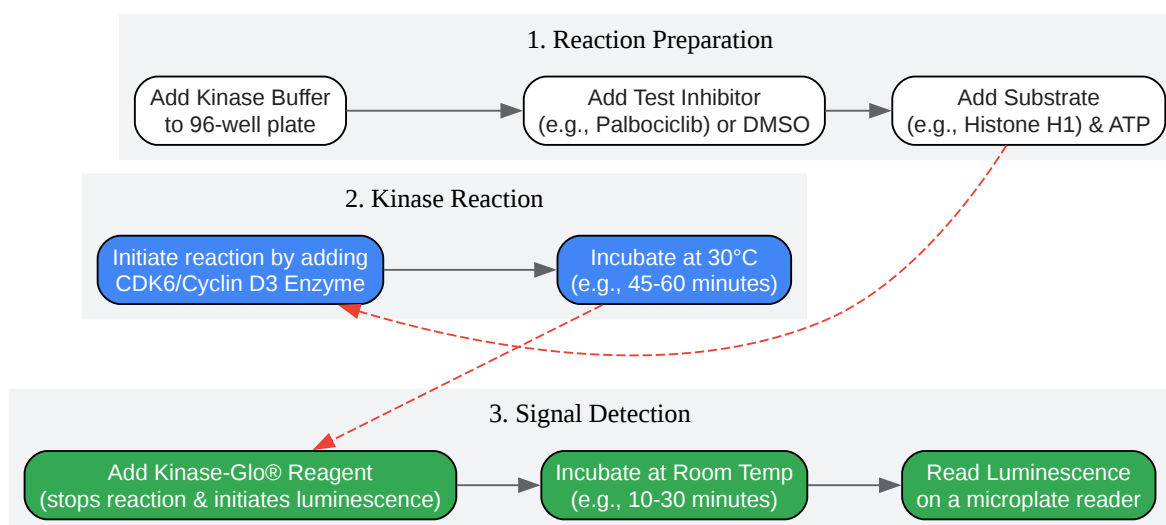 1. Reaction Preparation
Add Kinase Buffer
to 96-well plate
Add Test Inhibitor
(e.g., Palbociclib) or DMSO
Add Substrate
(e.g., Histone H1) & ATP
2. Kinase Reaction
Initiate reaction by adding
CDK6/Cyclin D3 Enzyme
Incubate at 30°C
(e.g., 45-60 minutes)
3. Signal Detection
Add Kinase-Glo® Reagent
(stops reaction & initiates luminescence)
Incubate at Room Temp
(e.g., 10-30 minutes)
Read Luminescence
on a microplate reader